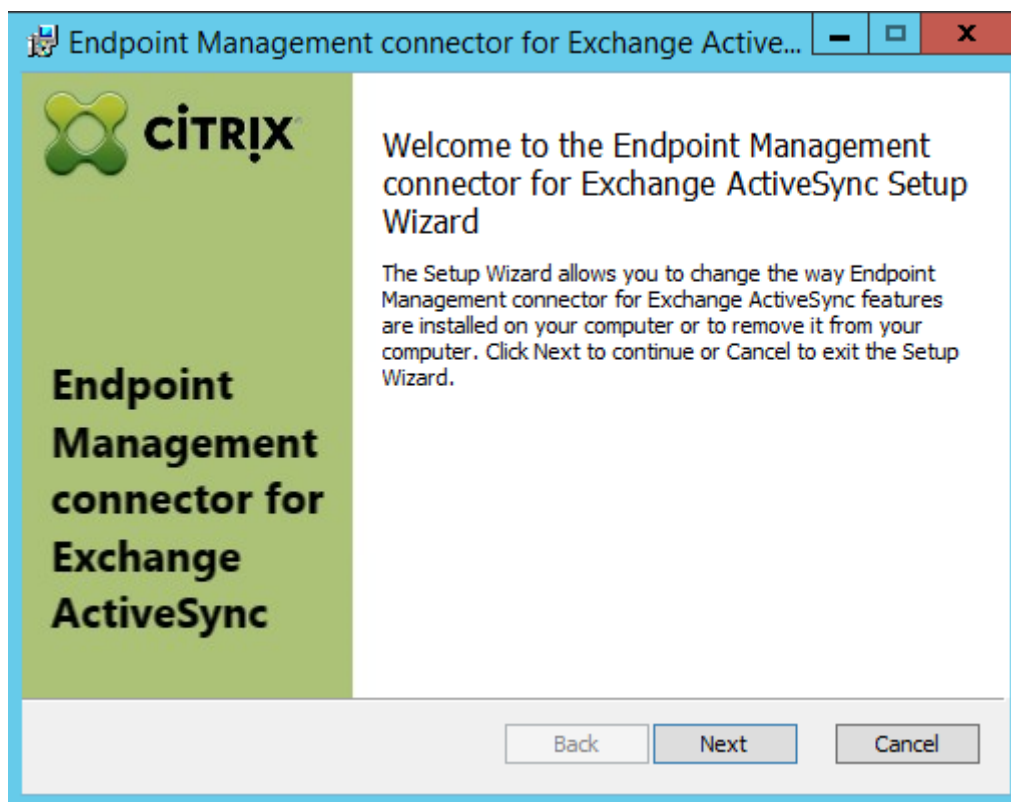 Endpoint Management connector for Exchange Active...
CİTRIX
Welcome to the Endpoint Management
connector for Exchange ActiveSync Setup
Wizard
The Setup Wizard allows you to change the way Endpoint
Management connector for Exchange ActiveSync features
are installed on your computer or to remove it from your
computer. Click Next to continue or Cancel to exit the Setup
Wizard.
Endpoint
Management
connector for
Exchange
ActiveSync
Back Next Cancel